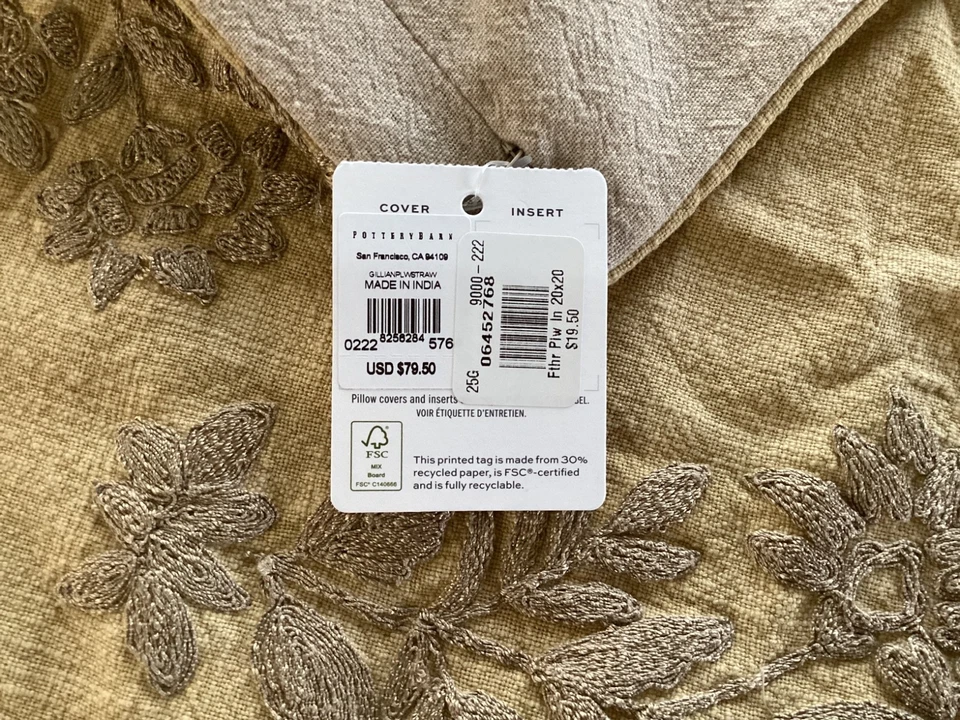 COVER
INSERT
POTTERYBARN
San Francisco, CA 94109
GILLIANPLWSTRAW
MADE IN INDIA
0222 8256284 576
USD $79.50
25G 9000-222
06452768
Fthr Plw In 20x20
$19.50
Pillow covers and inserts
EL.
VOIR ÉTIQUETTE D'ENTRETIEN.
FSC
MIX
Board
FSC® C140666
This printed tag is made from 30%
recycled paper, is FSC®-certified
and is fully recyclable.